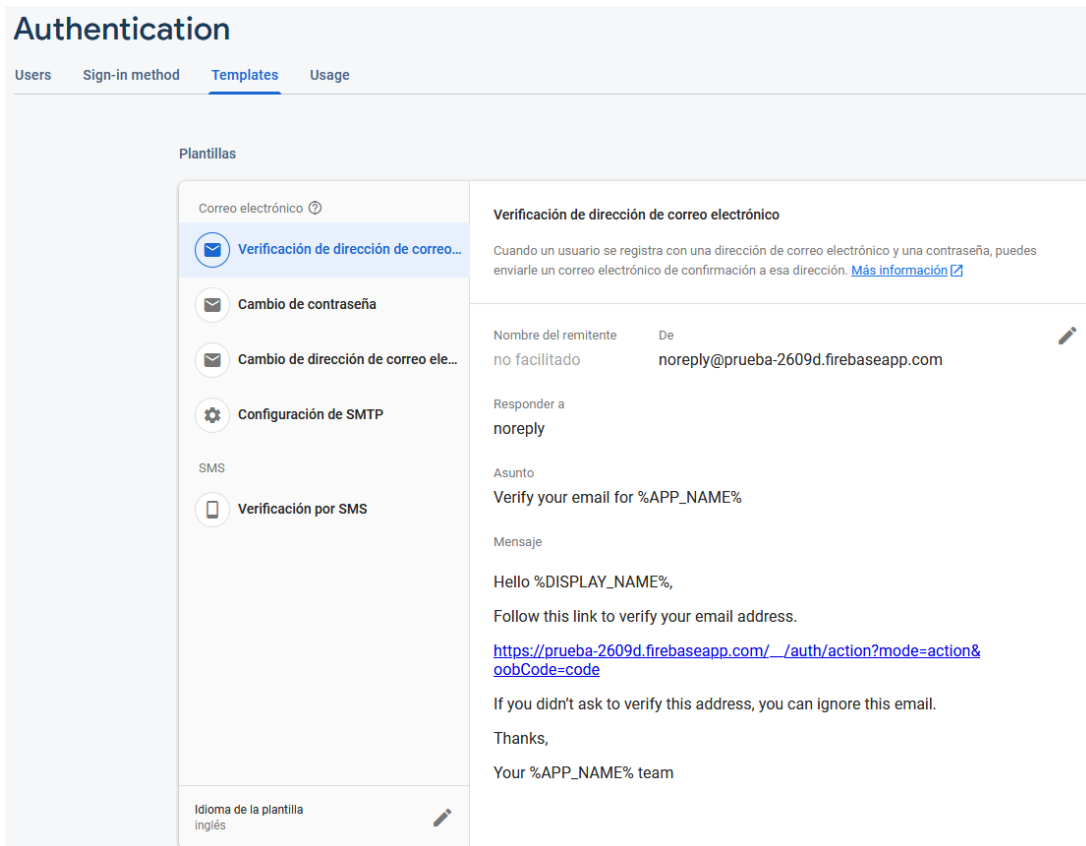 Authentication
Users Sign-in method Templates Usage
Plantillas
Correo electrónico
Verificación de dirección de correo...
Cambio de contraseña
Cambio de dirección de correo ele...
Configuración de SMTP
SMS
Verificación por SMS
Idioma de la plantilla
inglés
Verificación de dirección de correo electrónico
Cuando un usuario se registra con una dirección de correo electrónico y una contraseña, puedes
enviarle un correo electrónico de confirmación a esa dirección. Más información
Nombre del remitente De
no facilitado noreply@prueba-2609d.firebaseapp.com
Responder a
noreply
Asunto
Verify your email for %APP_NAME%
Mensaje
Hello %DISPLAY_NAME%,
Follow this link to verify your email address.
https://prueba-2609d.firebaseapp.com/__/auth/action?mode=action&
oobCode=code
If you didn’t ask to verify this address, you can ignore this email.
Thanks,
Your %APP_NAME% team